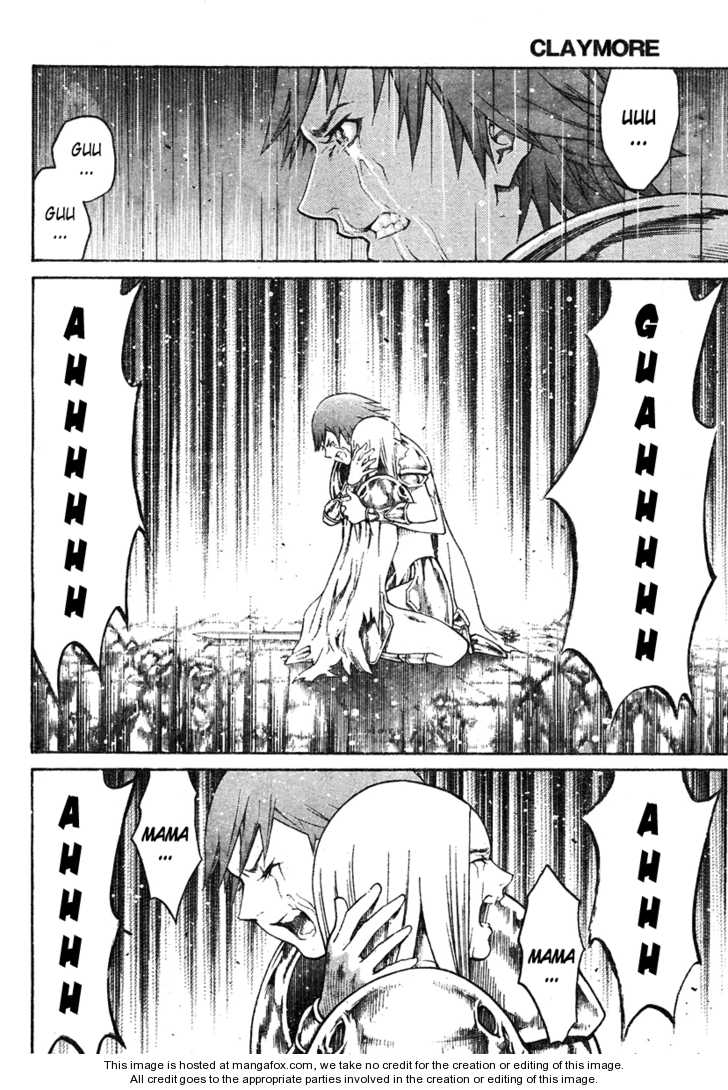 CLAYMORE
UUU
...
GUU
...
GUU
...
GUAHHHHH
AHHHHHH
AHHH
MAMA
...
MAMA
...
AHHHH
This image is hosted at mangafox.com, we take no credit for the creation or editing of this image.
All credit goes to the appropriate parties involved in the creation or editing of this image.